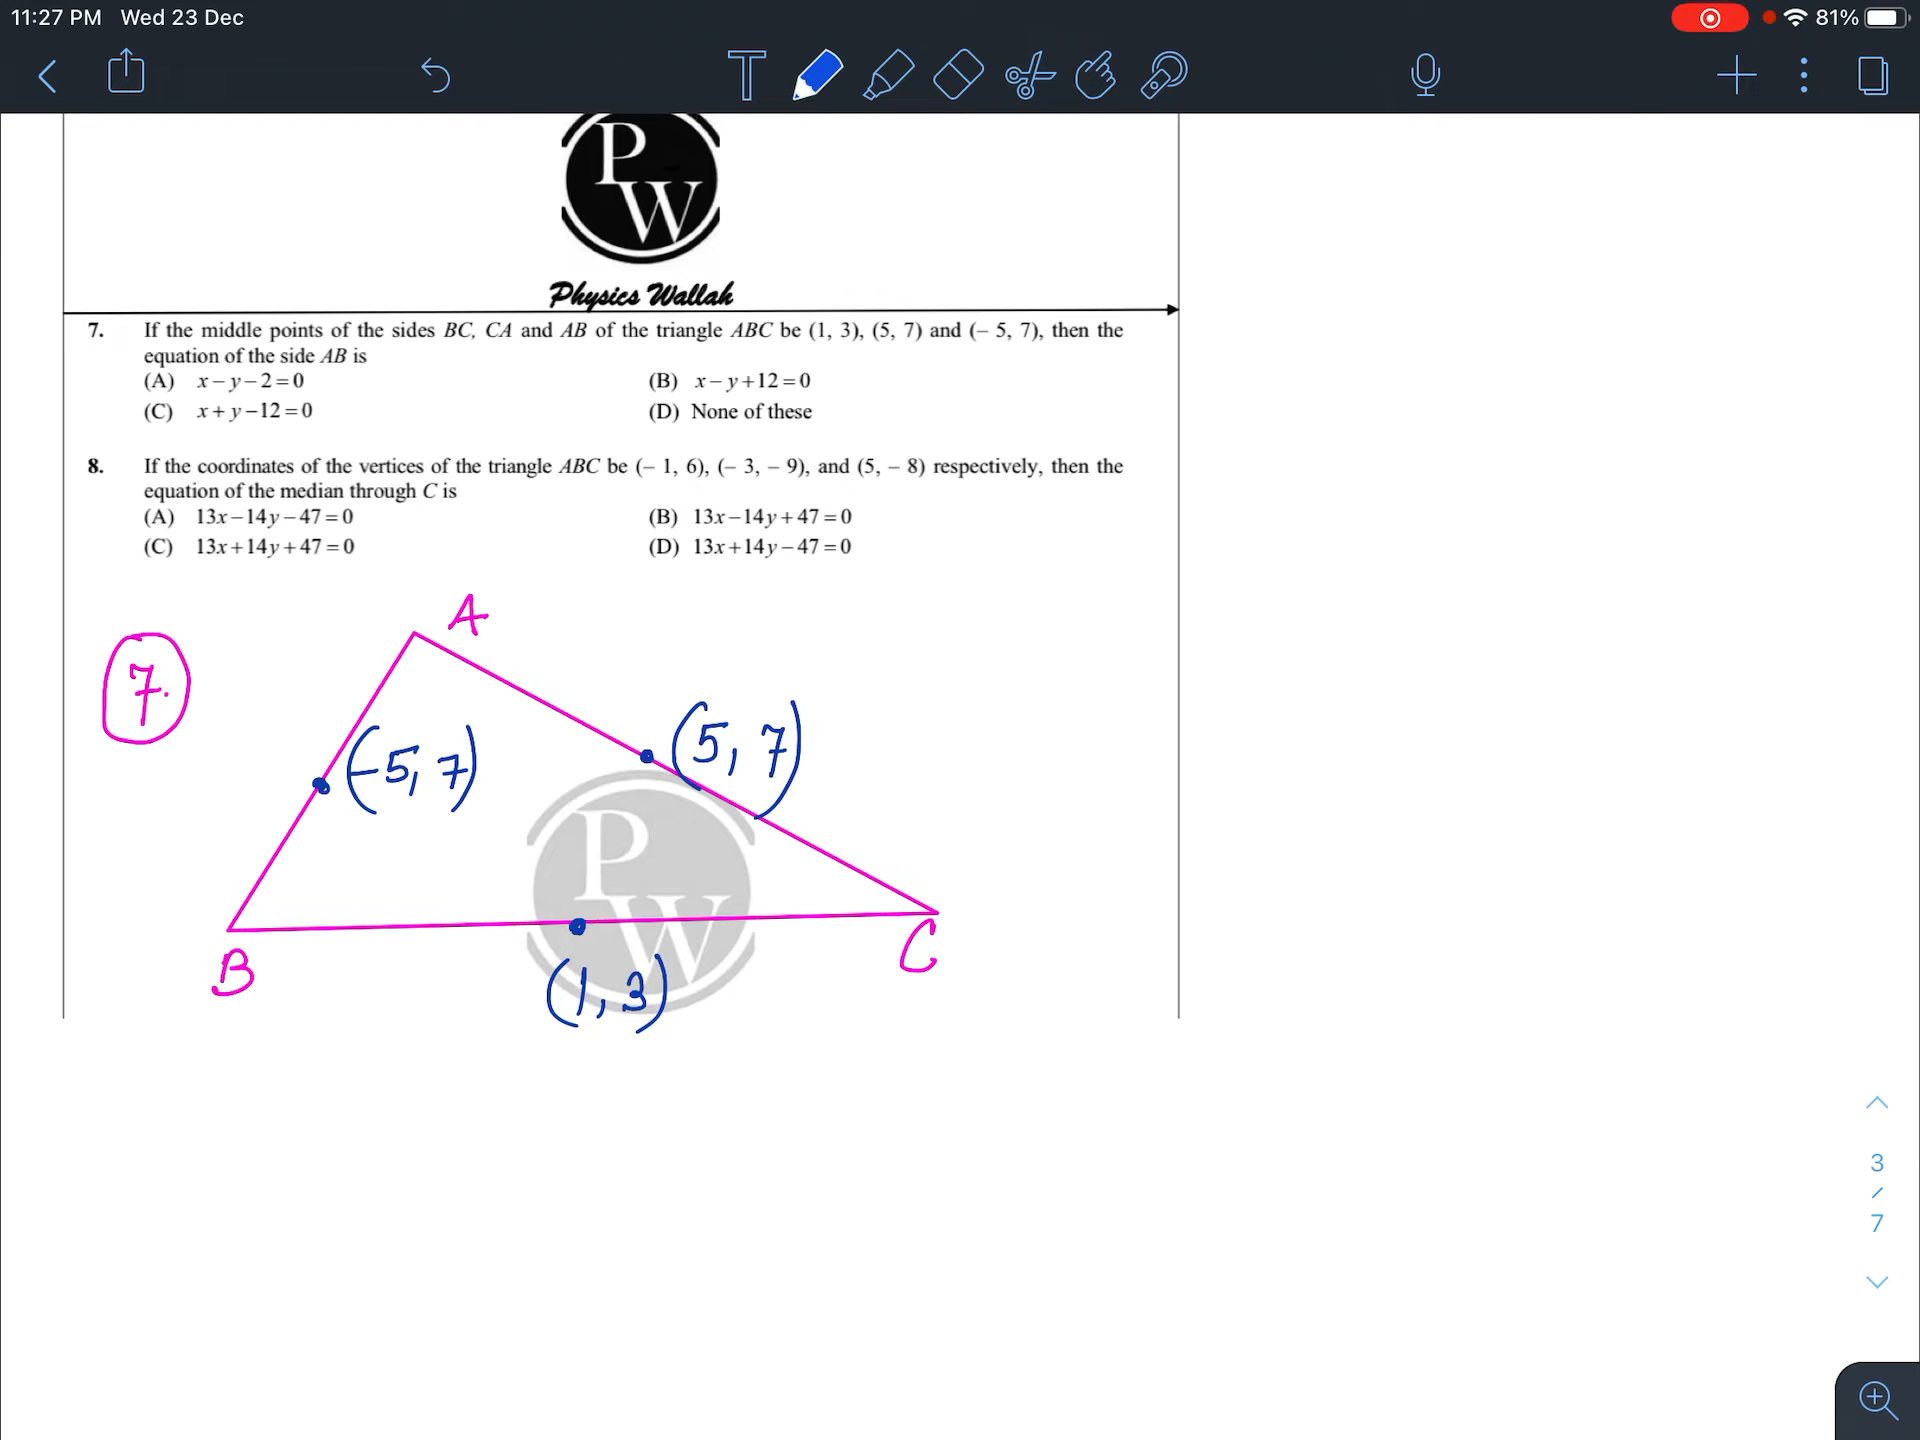 11:27 PM Wed 23 Dec
81%
T
PW
Physics Wallah
7. If the middle points of the sides BC, CA and AB of the triangle ABC be (1, 3), (5, 7) and (– 5, 7), then the
equation of the side AB is
(A) x – y – 2 = 0 (B) x – y + 12 = 0
(C) x + y – 12 = 0 (D) None of these
8. If the coordinates of the vertices of the triangle ABC be (– 1, 6), (– 3, – 9), and (5, – 8) respectively, then the
equation of the median through C is
(A) 13x – 14y – 47 = 0 (B) 13x – 14y + 47 = 0
(C) 13x + 14y + 47 = 0 (D) 13x + 14y – 47 = 0
A
7.
(5, 7)
(-5, 7)
PW
B
C
(1, 3)
3
/
7